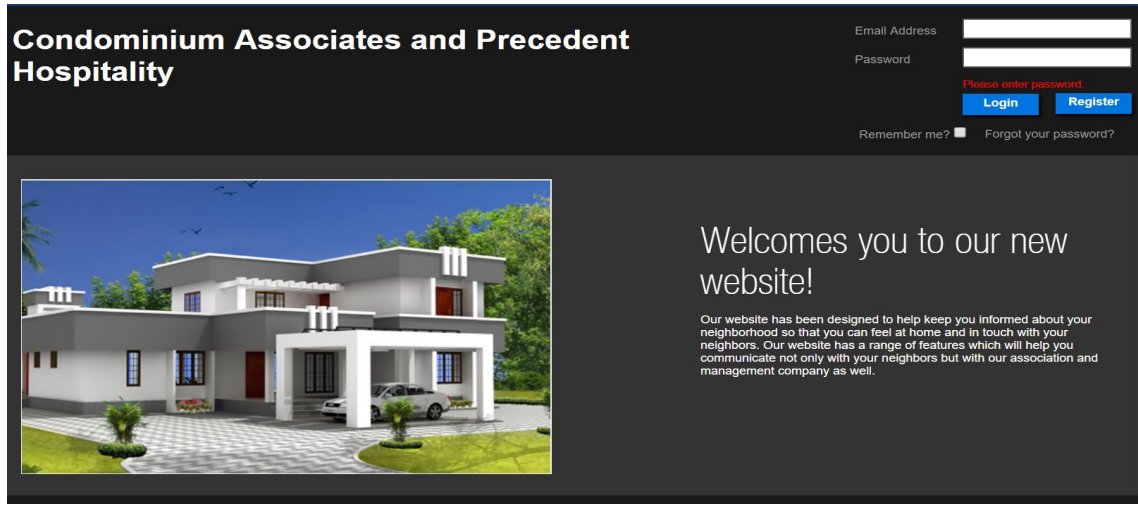 Condominium Associates and Precedent
Hospitality
Email Address
Password
Please enter password.
Login Register
Remember me? Forgot your password?
Welcomes you to our new
website!
Our website has been designed to help keep you informed about your
neighborhood so that you can feel at home and in touch with your
neighbors. Our website has a range of features which will help you
communicate not only with your neighbors but with our association and
management company as well.